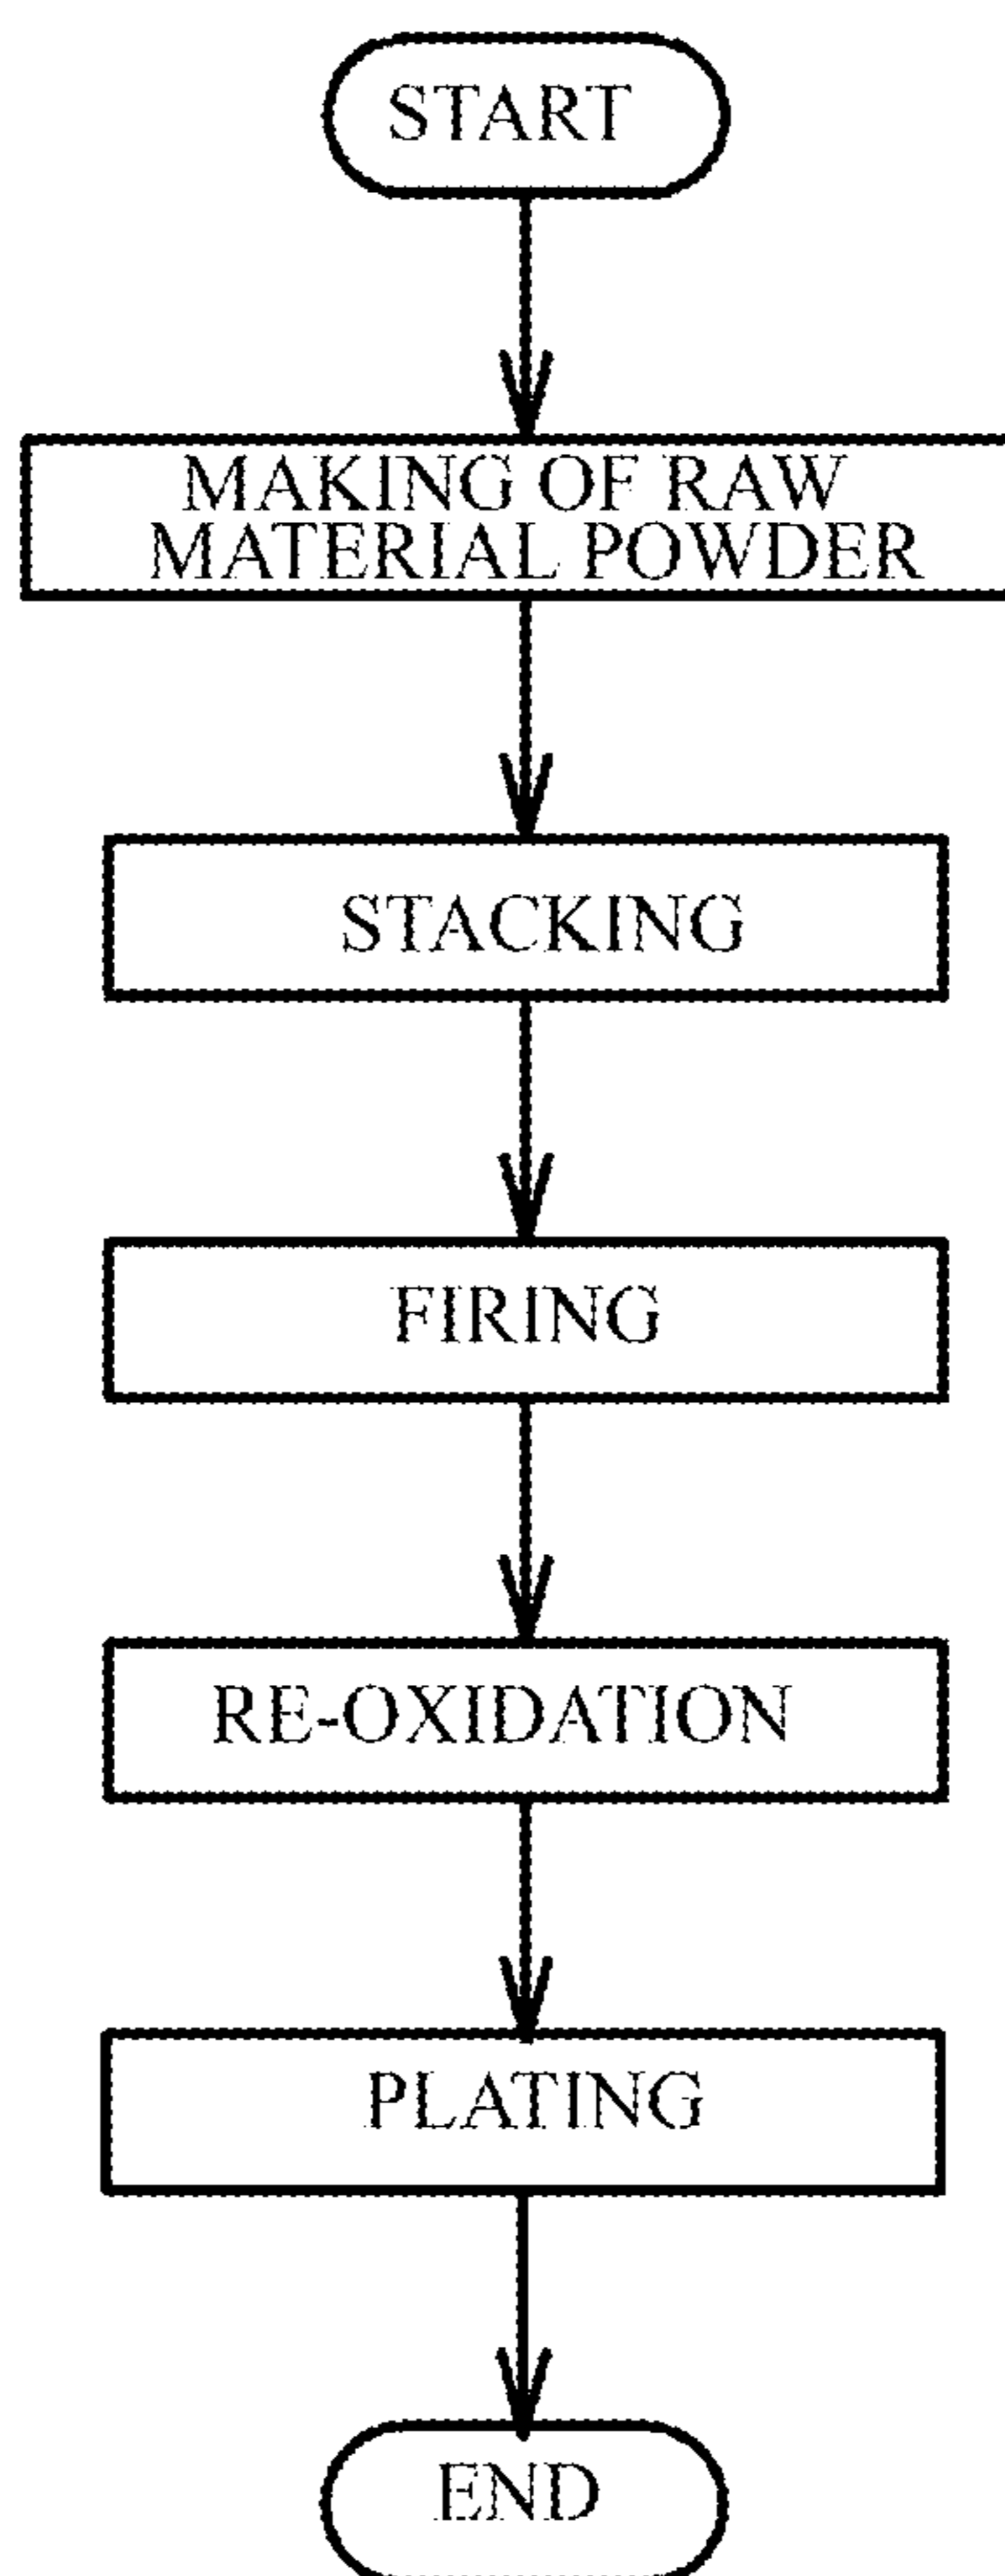 START
MAKING OF RAW
MATERIAL POWDER
STACKING
FIRING
RE-OXIDATION
PLATING
END